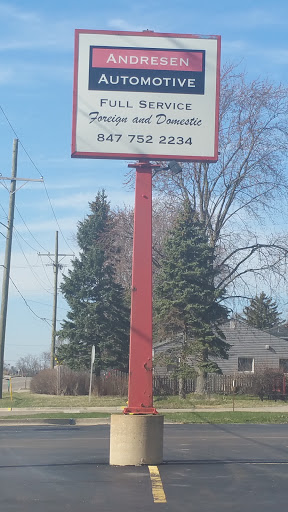 ANDRESEN
AUTOMOTIVE
FULL SERVICE
Foreign and Domestic
847 752 2234